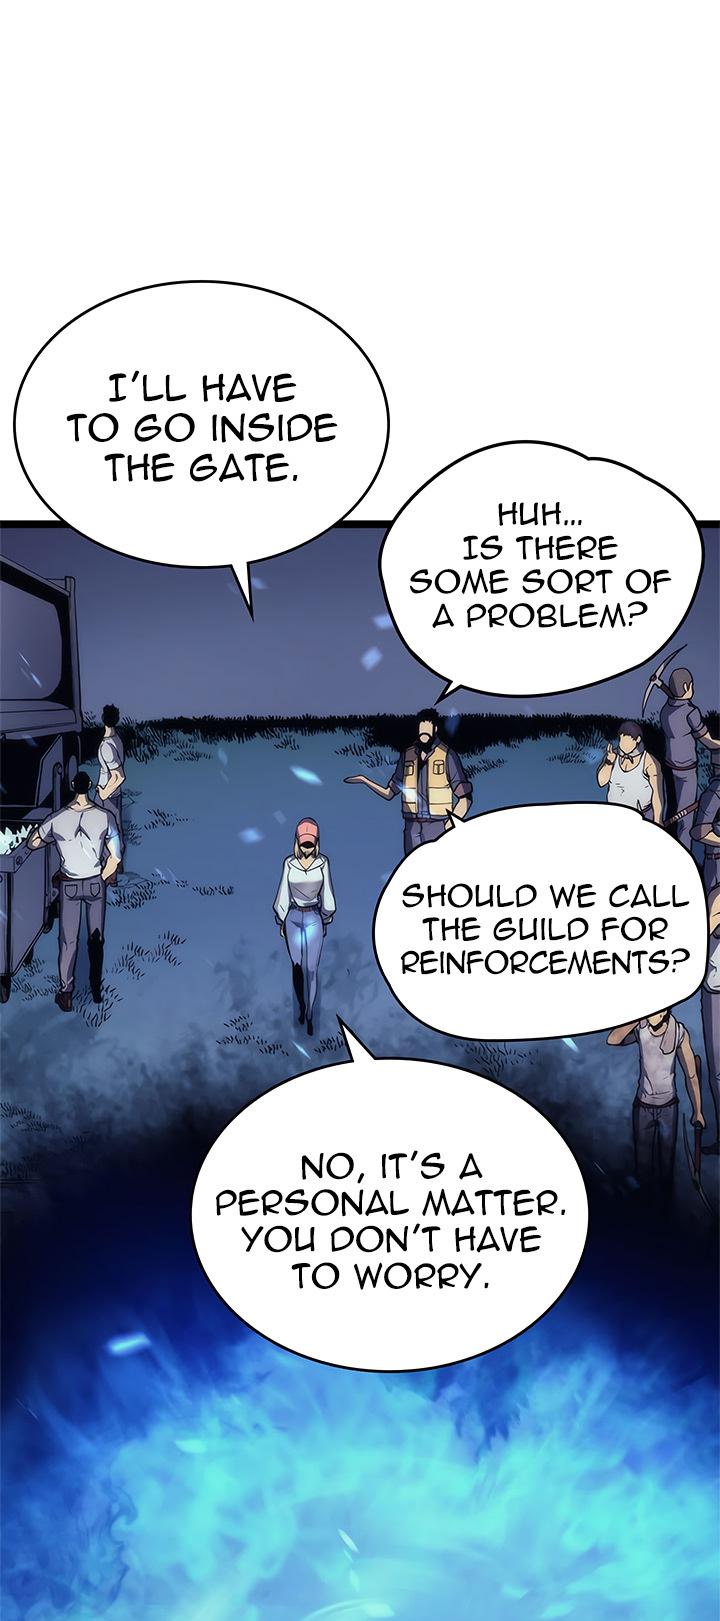 I'LL HAVE
TO GO INSIDE
THE GATE.
HUH...
IS THERE
SOME SORT OF
A PROBLEM?
SHOULD WE CALL
THE GUILD FOR
REINFORCEMENTS?
NO, IT'S A
PERSONAL MATTER.
YOU DON'T HAVE
TO WORRY.